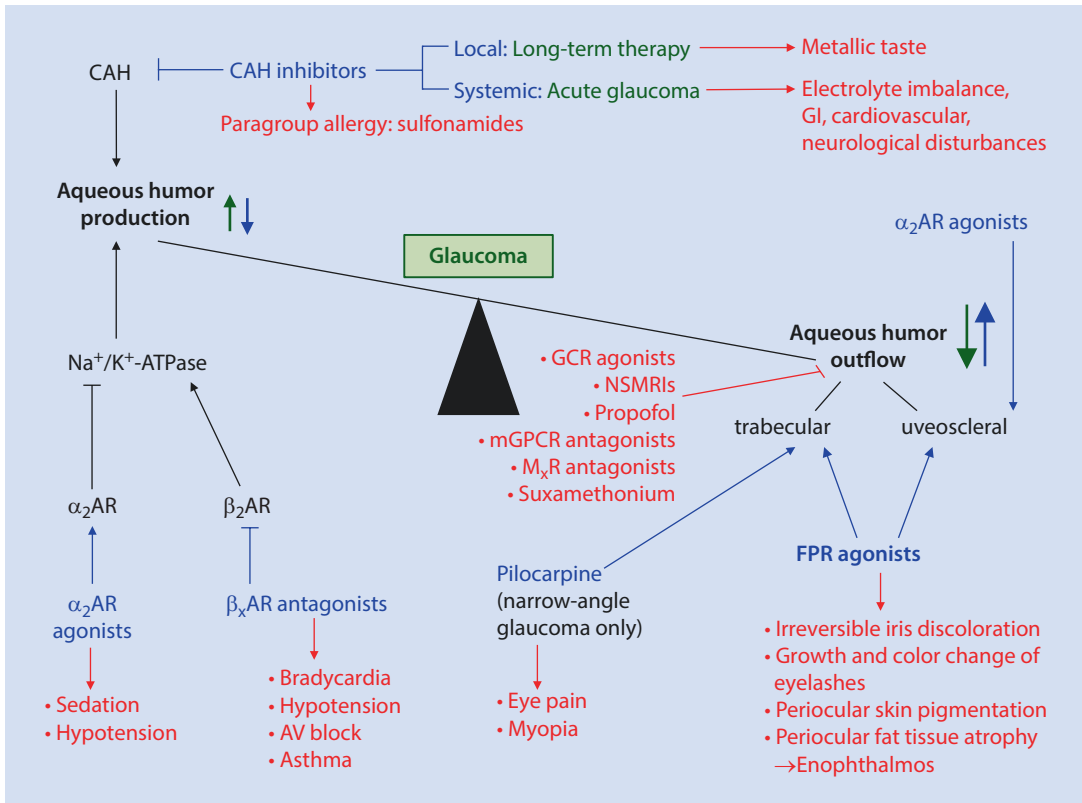 CAH
CAH inhibitors
Local: Long-term therapy
Metallic taste
Systemic: Acute glaucoma
Electrolyte imbalance,
GI, cardiovascular,
neurological disturbances
Paragroup allergy: sulfonamides
Aqueous humor
production
Glaucoma
α₂AR agonists
Aqueous humor
outflow
Na⁺/K⁺-ATPase
• GCR agonists
• NSMRIs
• Propofol
• mGPCR antagonists
• MₓR antagonists
• Suxamethonium
trabecular
uveoscleral
α₂AR
β₂AR
α₂AR
agonists
βₓAR antagonists
Pilocarpine
(narrow-angle
glaucoma only)
FPR agonists
• Sedation
• Hypotension
• Bradycardia
• Hypotension
• AV block
• Asthma
• Eye pain
• Myopia
• Irreversible iris discoloration
• Growth and color change of
eyelashes
• Periocular skin pigmentation
• Periocular fat tissue atrophy
→Enophthalmos